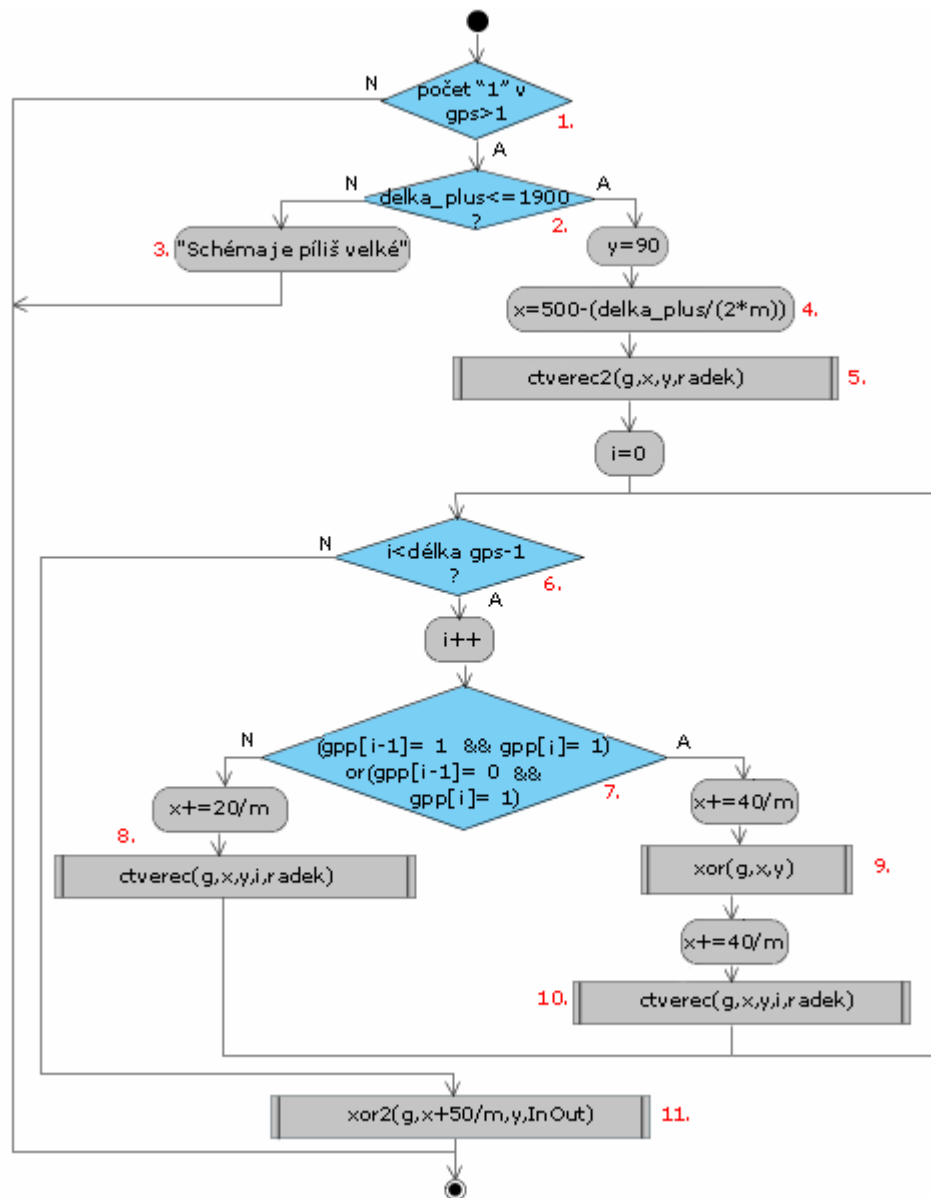 N
počet "1" v
gps>1
1.
A
N
delka_plus<=1900
?
A
2.
3.
"Schéma je píliš velké"
y=90
x=500-(delka_plus/(2*m))
4.
ctverec2(g,x,y,radek)
5.
i=0
N
i<délka gps-1
?
6.
A
i++
N
(gpp[i-1]= 1 && gpp[i]= 1)
or(gpp[i-1]= 0 &&
gpp[i]= 1)
A
7.
x+=20/m
8.
ctverec(g,x,y,i,radek)
x+=40/m
xor(g,x,y)
9.
x+=40/m
10.
ctverec(g,x,y,i,radek)
xor2(g,x+50/m,y,InOut)
11.